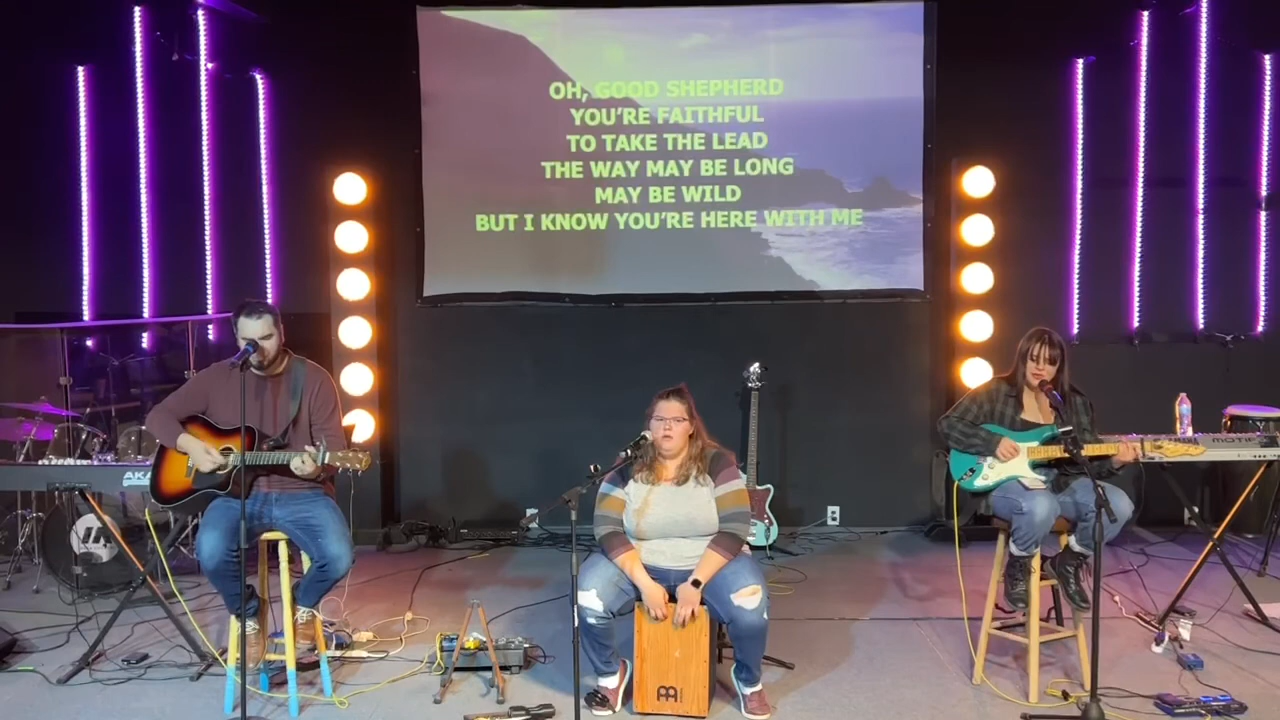 OH, GOOD SHEPHERD
YOU'RE FAITHFUL
TO TAKE THE LEAD
THE WAY MAY BE LONG
MAY BE WILD
BUT I KNOW YOU'RE HERE WITH ME
AKA
MOTIF